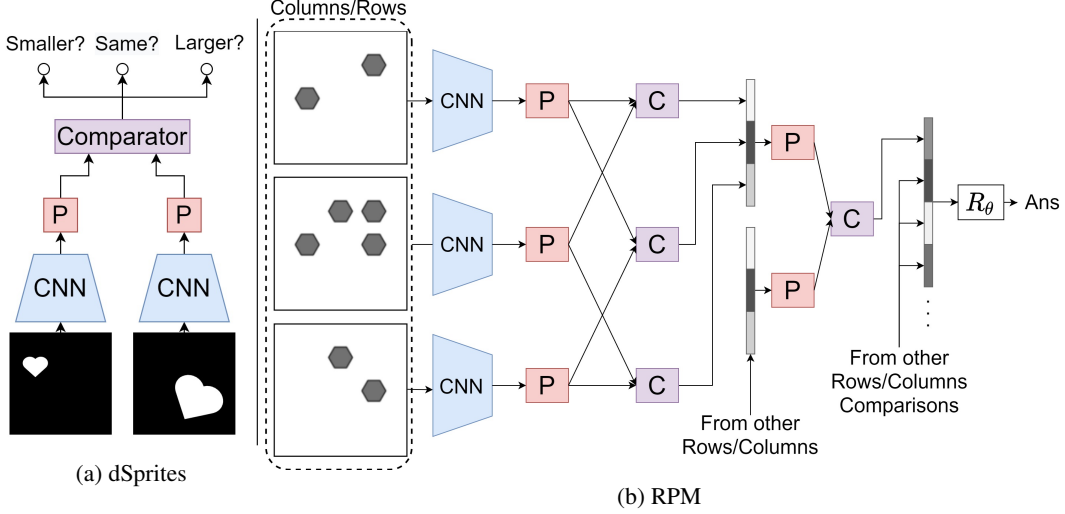 Smaller? Same? Larger?
Comparator
P P
CNN CNN
(a) dSprites
Columns/Rows
CNN P C
CNN P C
CNN P C
P
P
C
From other
Rows/Columns
From other
Rows/Columns
Comparisons
Rθ
Ans
(b) RPM